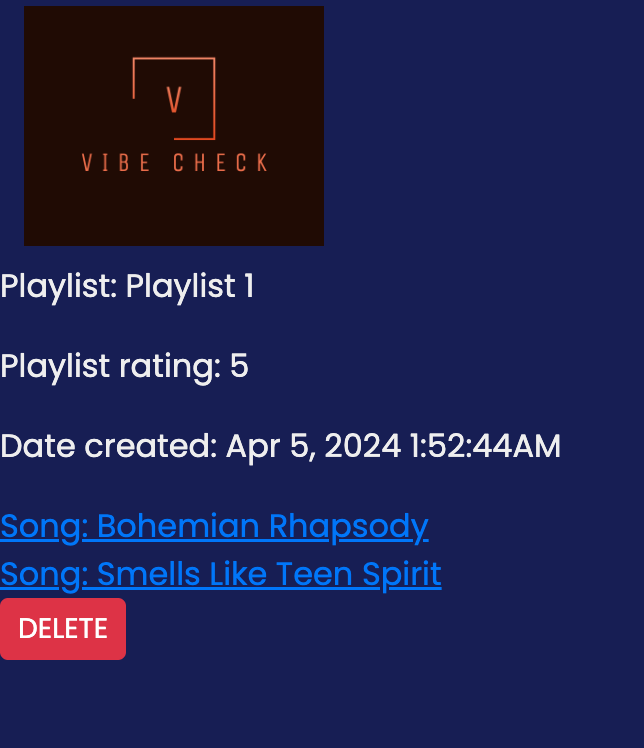 V
VIBE CHECK
Playlist: Playlist 1
Playlist rating: 5
Date created: Apr 5, 2024 1:52:44AM
Song: Bohemian Rhapsody
Song: Smells Like Teen Spirit
DELETE